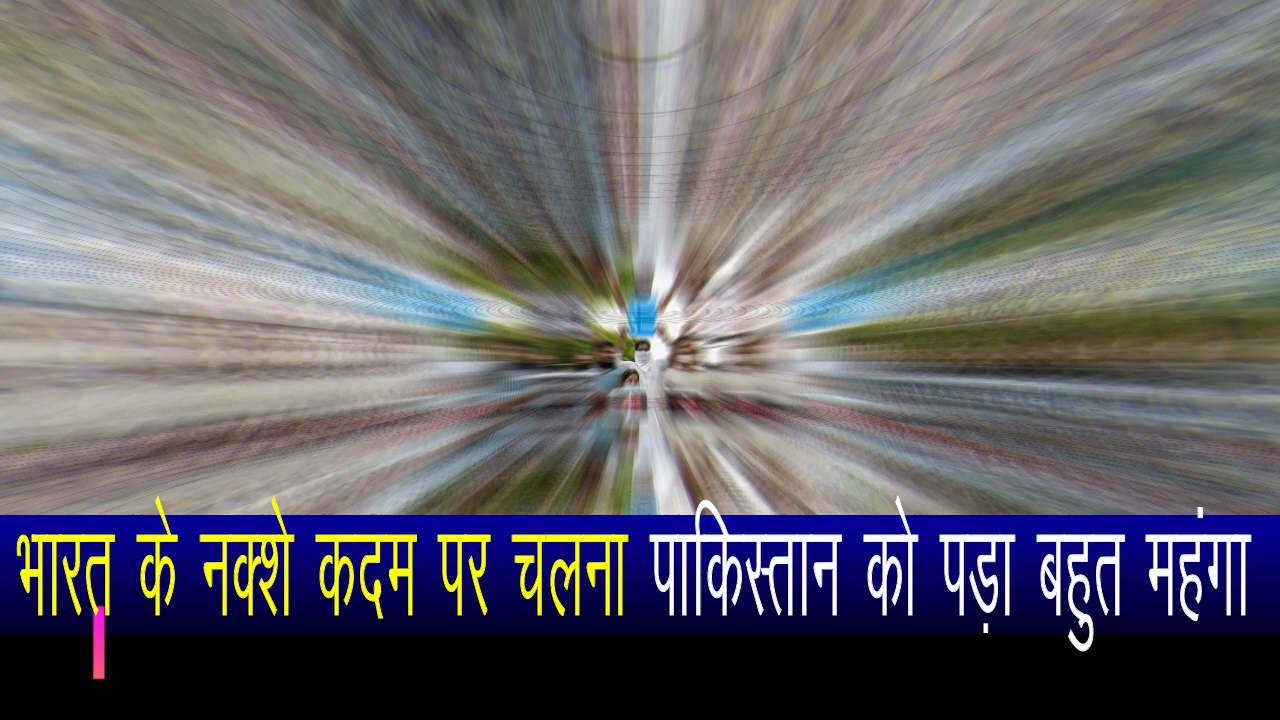 भारत के नक्शे कदम पर चलना पाकिस्तान को पड़ा बहुत महंगा